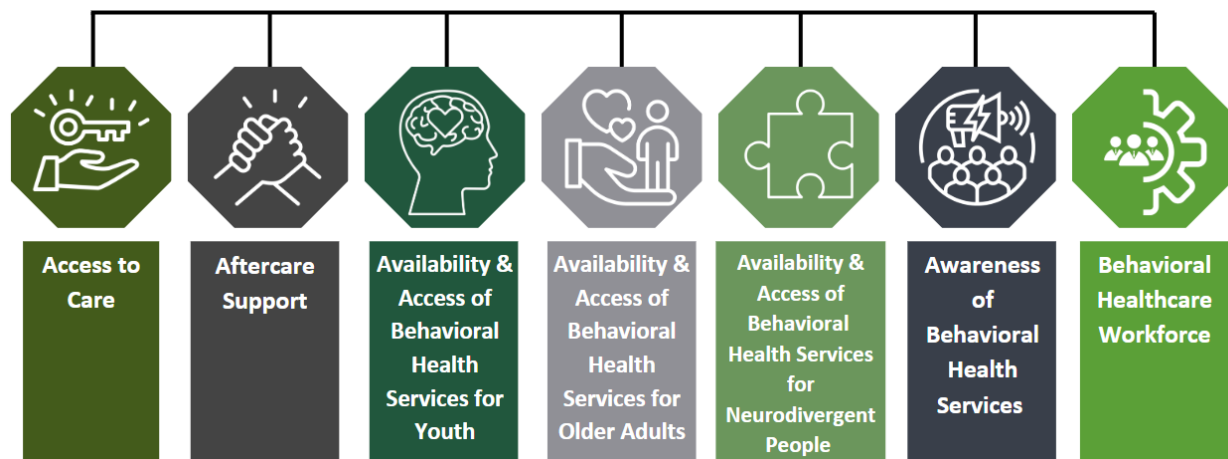 Access to
Care
Aftercare
Support
Availability &
Access of
Behavioral
Health
Services for
Youth
Availability &
Access of
Behavioral
Health
Services for
Older Adults
Availability &
Access of
Behavioral
Health Services
for
Neurodivergent
People
Awareness
of
Behavioral
Health
Services
Behavioral
Healthcare
Workforce